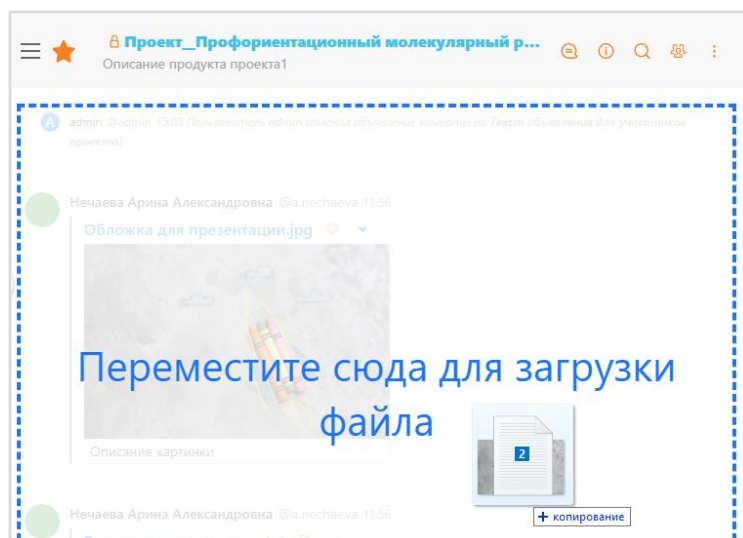 Проект__Профориентационный молекулярный р...
Описание продукта проекта1
A admin @admin 15:03 Пользователь admin изменил объявление комнаты на Текст объявления для участников
проекта1
Нечаева Арина Александровна @a.nechaeva 15:56
Обложка для презентации.jpg
Переместите сюда для загрузки
файла
Описание картинки
2
+ копирование
Нечаева Арина Александровна @a.nechaeva 15:56